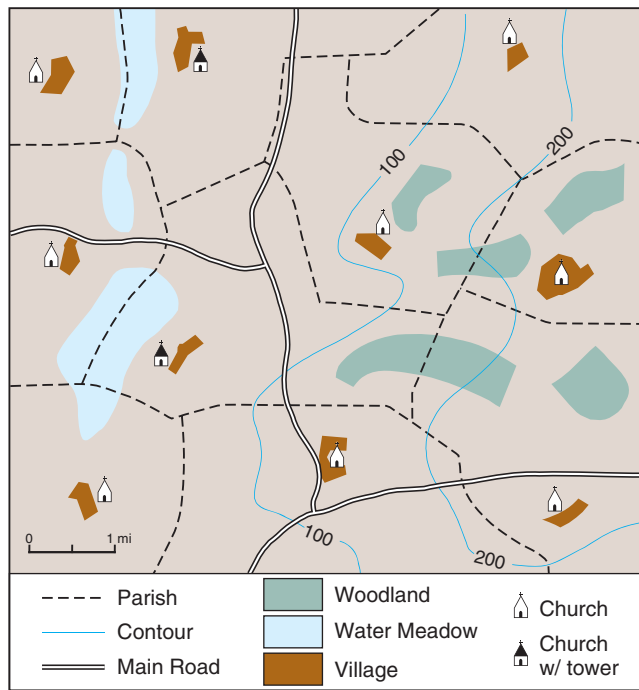 200
100
0 1 mi
100
200
Parish
Contour
Main Road
Woodland
Water Meadow
Village
Church
Church
w/ tower